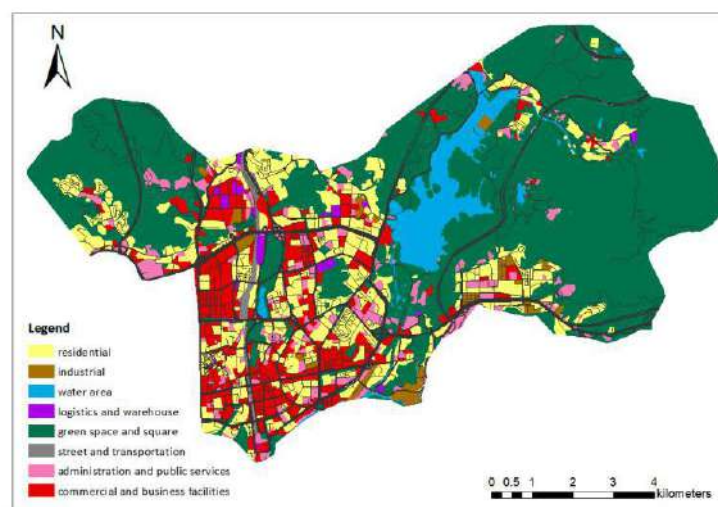 N
Legend
residential
industrial
water area
logistics and warehouse
green space and square
street and transportation
administration and public services
commercial and business facilities
0 0.5 1 2 3 4
kilometers